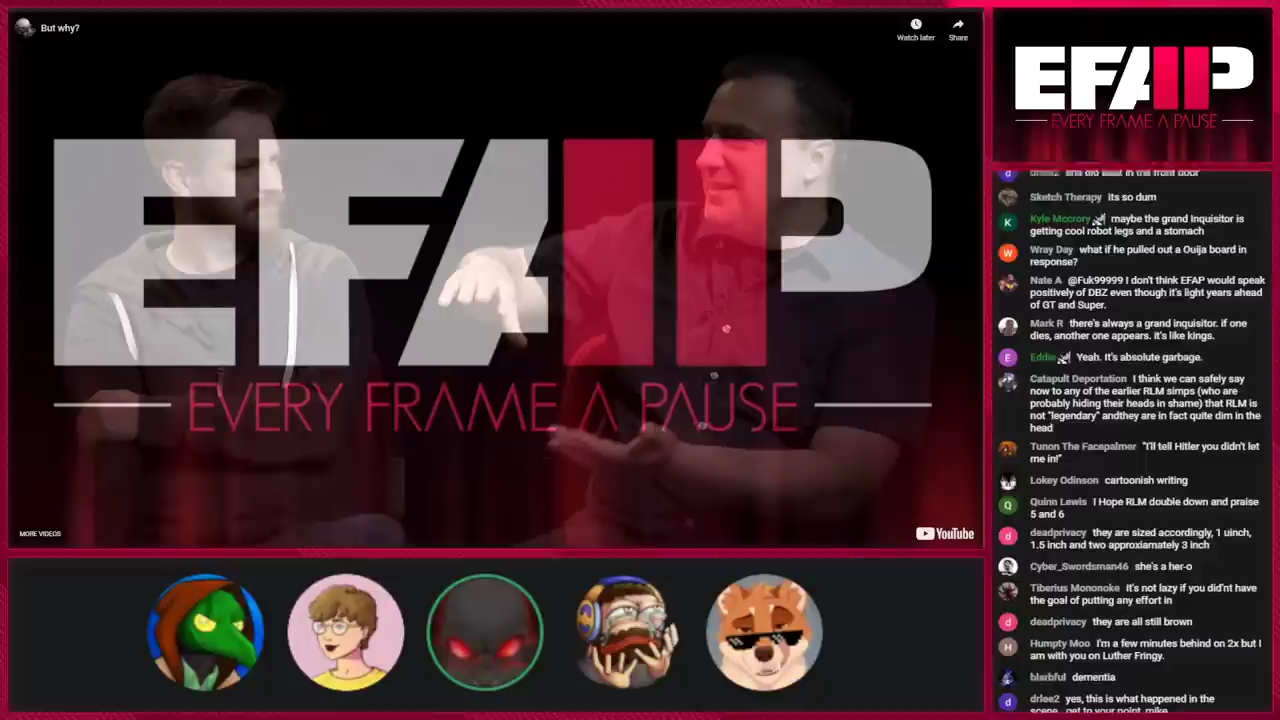 But why?
Watch later
Share
EFAP
EVERY FRAME A PAUSE
MORE VIDEOS
YouTube
EFAP
EVERY FRAME A PAUSE
drlee2
Sketch Therapy its so dum
Kyle Mccrory maybe the grand Inquisitor is
getting cool robot legs and a stomach
Wray Day what if he pulled out a Ouija board in
response?
Nate A @Fuk99999 I don't think EFAP would speak
positively of DBZ even though it's light years ahead
of GT and Super.
Mark R there's always a grand inquisitor. if one
dies, another one appears. it's like kings.
Eddie Yeah. It's absolute garbage.
Catapult Deportation I think we can safely say
now to any of the earlier RLM simps (who are
probably hiding their heads in shame) that RLM is
not "legendary" andthey are in fact quite dim in the
head
Tunon The Facepalmer "I'll tell Hitler you didn't let
me in!"
Lokey Odinson cartoonish writing
Quinn Lewis I Hope RLM double down and praise
5 and 6
deadprivacy they are sized accordingly, 1 uinch,
1.5 inch and two approxiamately 3 inch
Cyber_Swordsman46 she's a her-o
Tiberius Mononoke It's not lazy if you did'nt have
the goal of putting any effort in
deadprivacy they are all still brown
Humpty Moo I'm a few minutes behind on 2x but I
am with you on Luther Fringy.
blazbful dementia
drlee2 yes, this is what happened in the
scene.. get to your point, mike